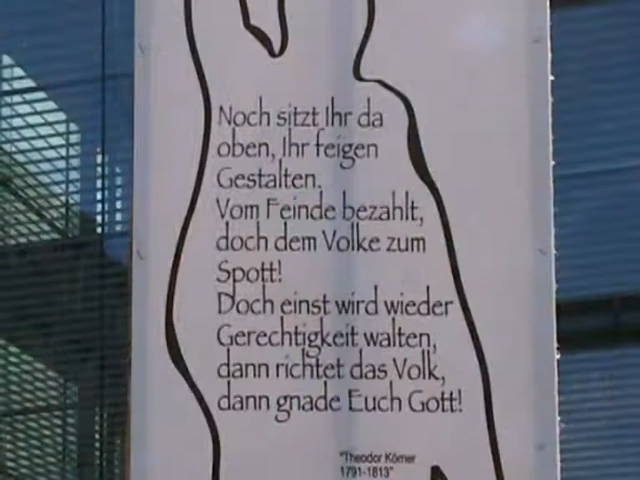 Noch sitzt Ihr da
oben, Ihr feigen
Gestalten.
Vom Feinde bezahlt,
doch dem Volke zum
Spott!
Doch einst wird wieder
Gerechtigkeit walten,
dann richtet das Volk,
dann gnade Euch Gott!
"Theodor Körner
1791-1813"